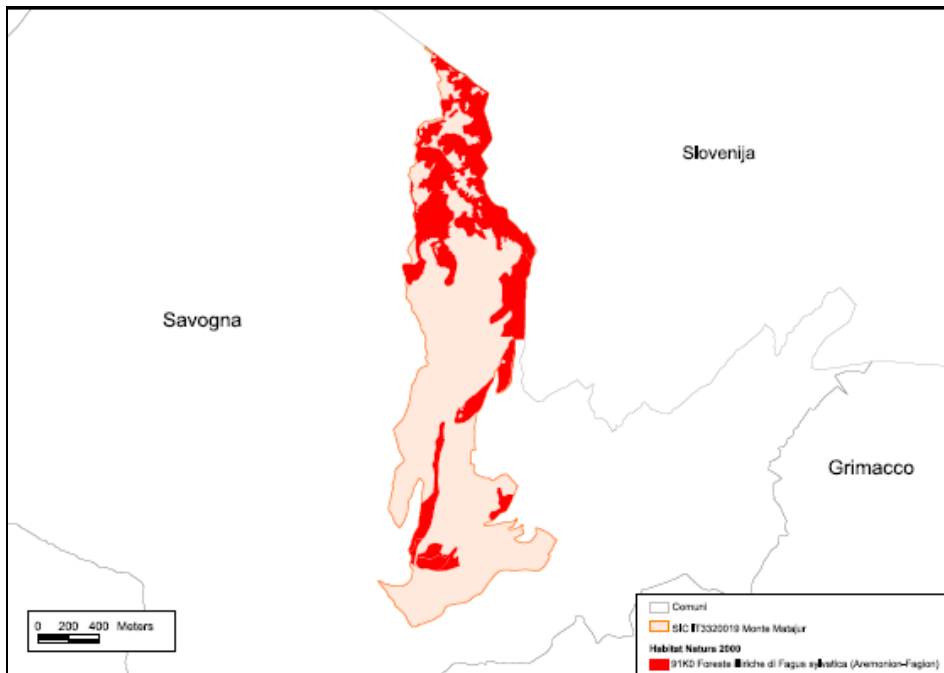 Slovenija
Savogna
Grimacco
0 200 400 Meters
Comuni
SIC IT3320019 Monte Matajur
Habitat Natura 2000
91K0 Foreste illiriche di Fagus sylvatica (Aremonion-Fagion)